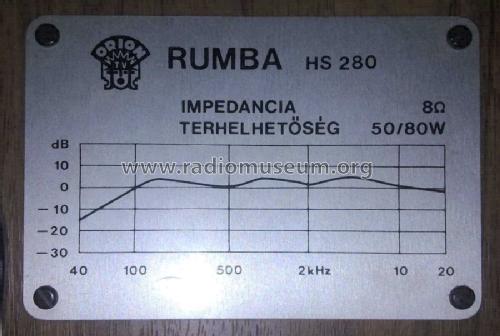 ORION
TV
RUMBA HS 280
IMPEDANCIA 8Ω
TERHELHETŐSÉG 50/80W
dB
10
0
-10
-20
-30
40 100 500 2kHz 10 20
www.radiomuseum.org